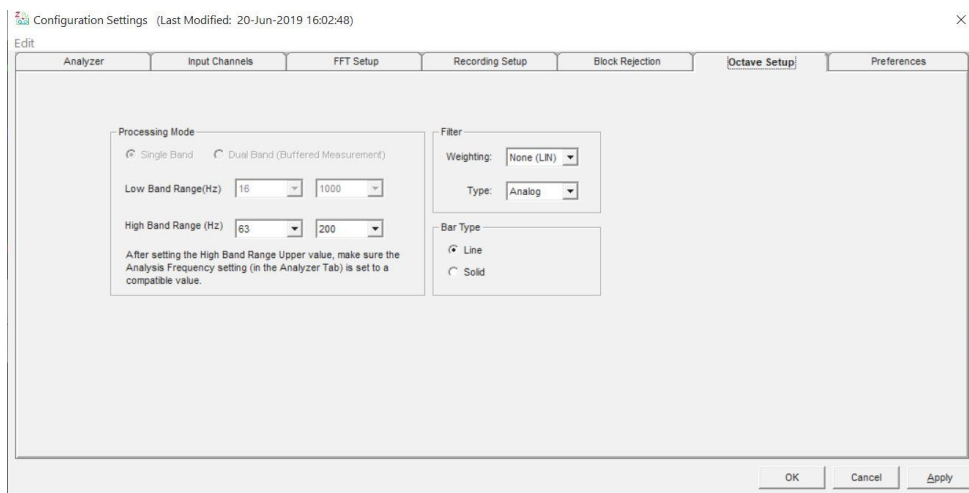 Configuration Settings (Last Modified: 20-Jun-2019 16:02:48)
Edit
Analyzer
Input Channels
FFT Setup
Recording Setup
Block Rejection
Octave Setup
Preferences
Processing Mode
Single Band
Dual Band (Buffered Measurement)
Low Band Range(Hz)
16
1000
High Band Range (Hz)
63
200
After setting the High Band Range Upper value, make sure the
Analysis Frequency setting (in the Analyzer Tab) is set to a
compatible value.
Filter
Weighting:
None (LIN)
Type:
Analog
Bar Type
Line
Solid
OK
Cancel
Apply